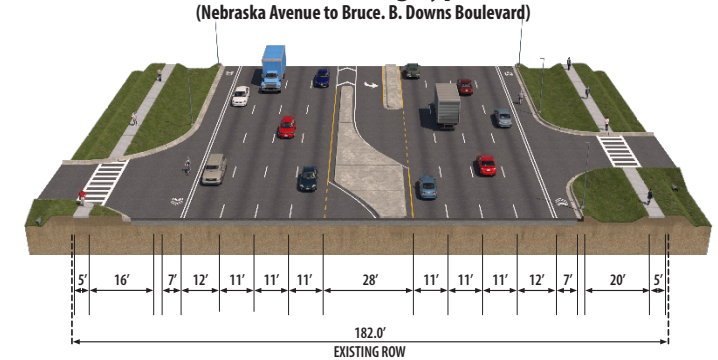 (Nebraska Avenue to Bruce. B. Downs Boulevard)
5’ 16’ 7’ 12’ 11’ 11’ 11’ 28’ 11’ 11’ 11’ 12’ 7’ 20’ 5’
182.0’
EXISTING ROW